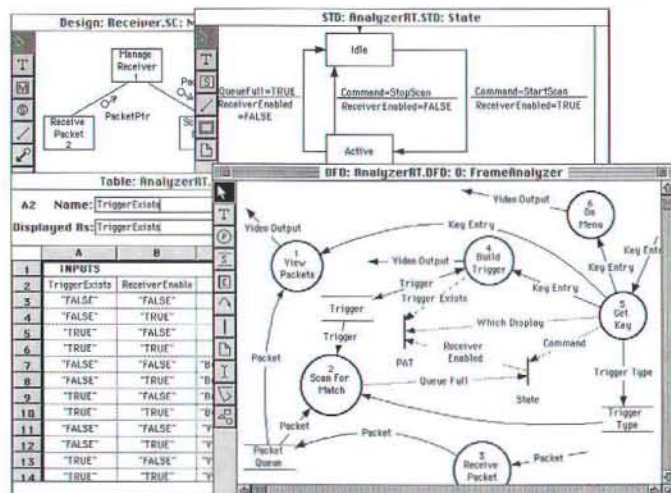 Design: Receiver.SC: M
Manage
Receiver
1
PacketPtr
Receive
Packet
2
STD: AnalyzerRT.STD: State
Idle
QueueFull=TRUE
ReceiverEnabled
=FALSE
Command=StopScan
ReceiverEnabled=FALSE
Command=StartScan
ReceiverEnabled=TRUE
Active
Table: AnalyzerRT.
A2 Name: TriggerExists
Displayed As: TriggerExists
A B
1 INPUTS
2 TriggerExists ReceiverEnable
3 "FALSE" "FALSE"
4 "FALSE" "TRUE"
5 "TRUE" "FALSE"
6 "TRUE" "TRUE"
7 "FALSE" "FALSE"
8 "FALSE" "TRUE"
9 "TRUE" "FALSE"
10 "TRUE" "TRUE"
11 "FALSE" "FALSE"
12 "FALSE" "TRUE"
13 "TRUE" "FALSE"
14 "TRUE" "TRUE"
DFD: AnalyzerRT.DFD: 0: FrameAnalyzer
Video Output
6
Do
Menu
Key Entry
Video Output
1
View
Packets
Video Output
4
Build
Trigger
Key Entry
Key Entry
Key Entry
5
Get
Key
Trigger
Trigger Exists
Trigger
Which Display
Command
Trigger
Receiver
Enabled
PAT
Packet
2
Scan For
Match
Queue Full
State
Trigger Type
Trigger
Type
Packet
Packet
Queue
Packet
3
Receive
Packet
Packet